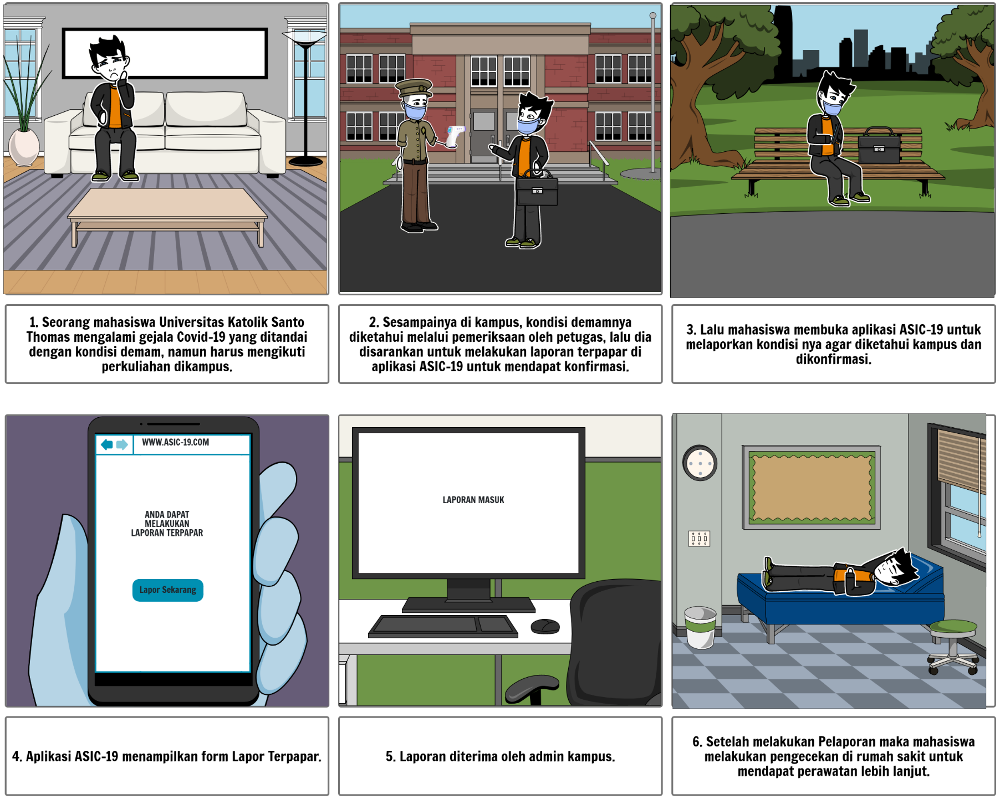 1. Seorang mahasiswa Universitas Katolik Santo
Thomas mengalami gejala Covid-19 yang ditandai
dengan kondisi demam, namun harus mengikuti
perkuliahan dikampus.
2. Sesampainya di kampus, kondisi demamnya
diketahui melalui pemeriksaan oleh petugas, lalu dia
disarankan untuk melakukan laporan terpapar di
aplikasi ASIC-19 untuk mendapat konfirmasi.
3. Lalu mahasiswa membuka aplikasi ASIC-19 untuk
melaporkan kondisi nya agar diketahui kampus dan
dikonfirmasi.
WWW.ASIC-19.COM
ANDA DAPAT
MELAKUKAN
LAPORAN TERPAPAR
Lapor Sekarang
LAPORAN MASUK
4. Aplikasi ASIC-19 menampilkan form Lapor Terpapar.
5. Laporan diterima oleh admin kampus.
6. Setelah melakukan Pelaporan maka mahasiswa
melakukan pengecekan di rumah sakit untuk
mendapat perawatan lebih lanjut.